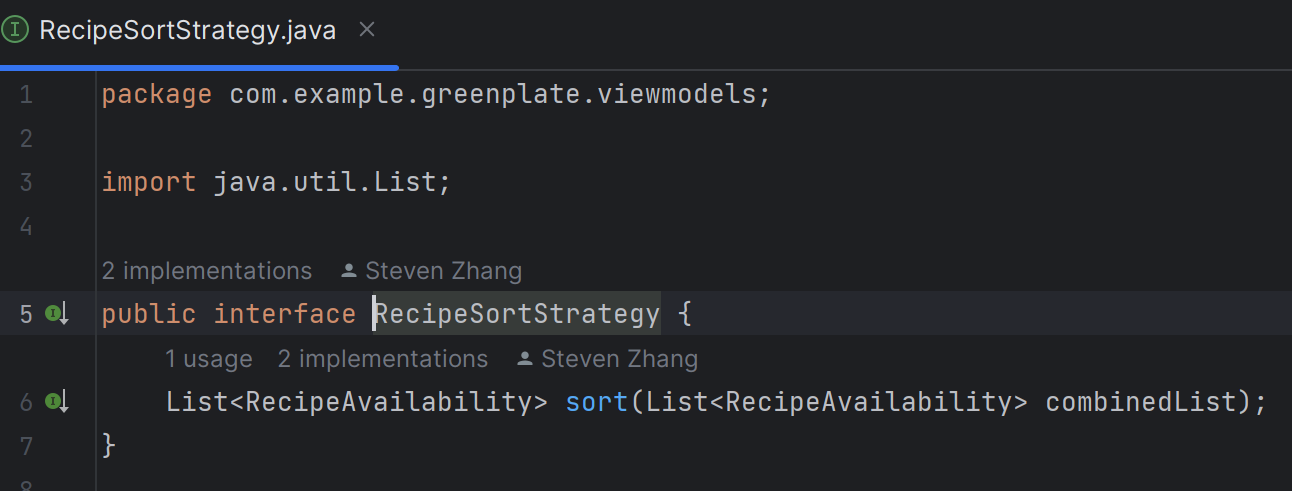 RecipeSortStrategy.java
1 package com.example.greenplate.viewmodels;
2
3 import java.util.List;
4
2 implementations Steven Zhang
5 public interface RecipeSortStrategy {
1 usage 2 implementations Steven Zhang
6 List<RecipeAvailability> sort(List<RecipeAvailability> combinedList);
7 }
8